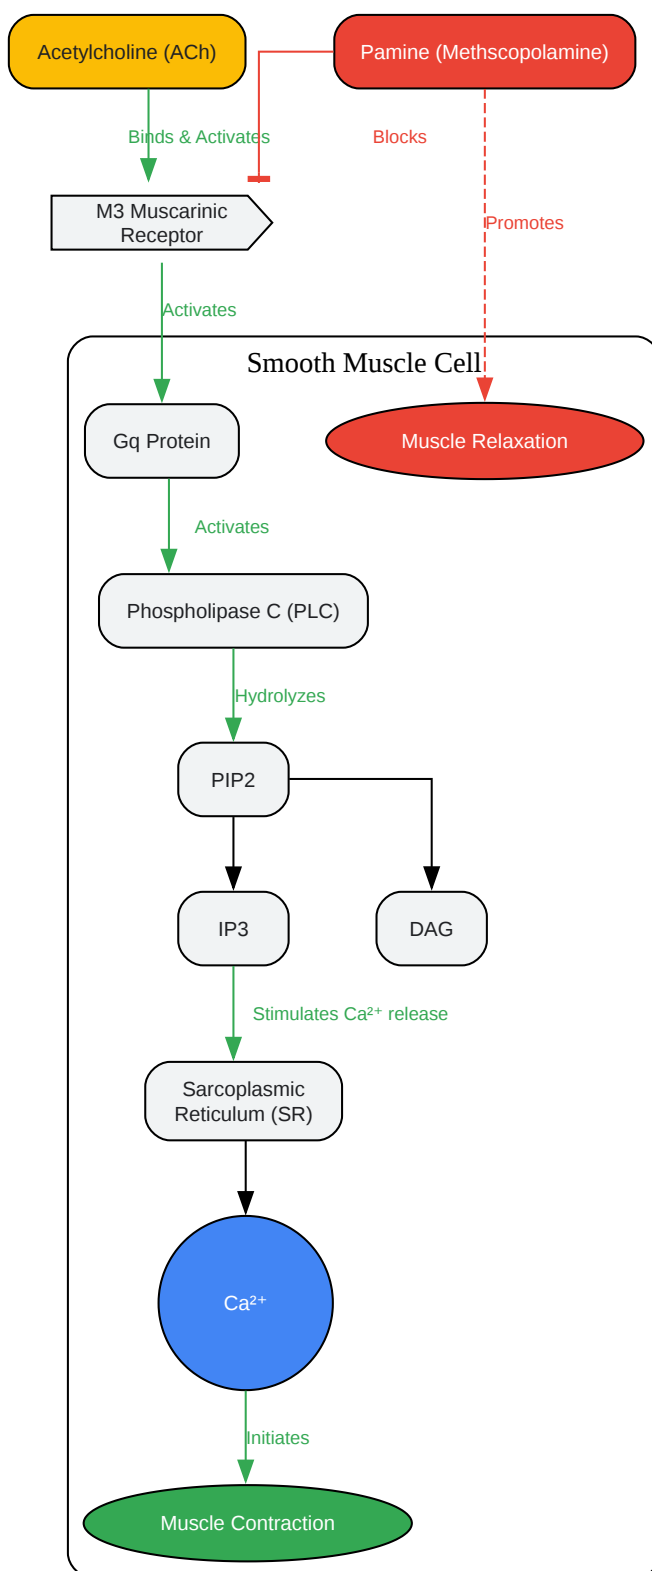 Acetylcholine (ACh)
Pamine (Methscopolamine)
Binds & Activates
Blocks
M3 Muscarinic
Receptor
Promotes
Activates
Smooth Muscle Cell
Gq Protein
Muscle Relaxation
Activates
Phospholipase C (PLC)
Hydrolyzes
PIP2
IP3
DAG
Stimulates Ca²⁺ release
Sarcoplasmic
Reticulum (SR)
Ca²⁺
Initiates
Muscle Contraction